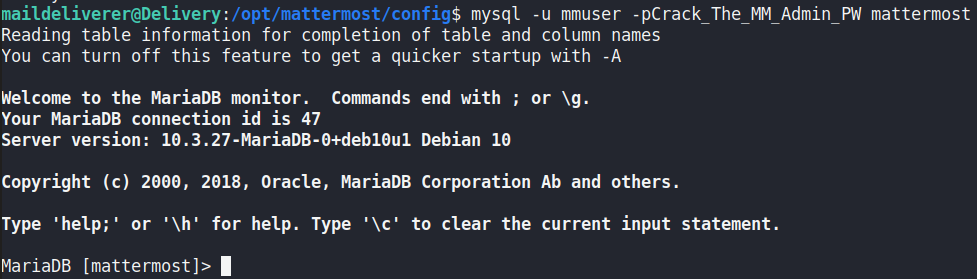 maildeliverer@Delivery:/opt/mattermost/config$ mysql -u mmuser -pCrack_The_MM_Admin_PW mattermost
Reading table information for completion of table and column names
You can turn off this feature to get a quicker startup with -A
Welcome to the MariaDB monitor.  Commands end with ; or \g.
Your MariaDB connection id is 47
Server version: 10.3.27-MariaDB-0+deb10u1 Debian 10
Copyright (c) 2000, 2018, Oracle, MariaDB Corporation Ab and others.
Type 'help;' or '\h' for help. Type '\c' to clear the current input statement.
MariaDB [mattermost]>